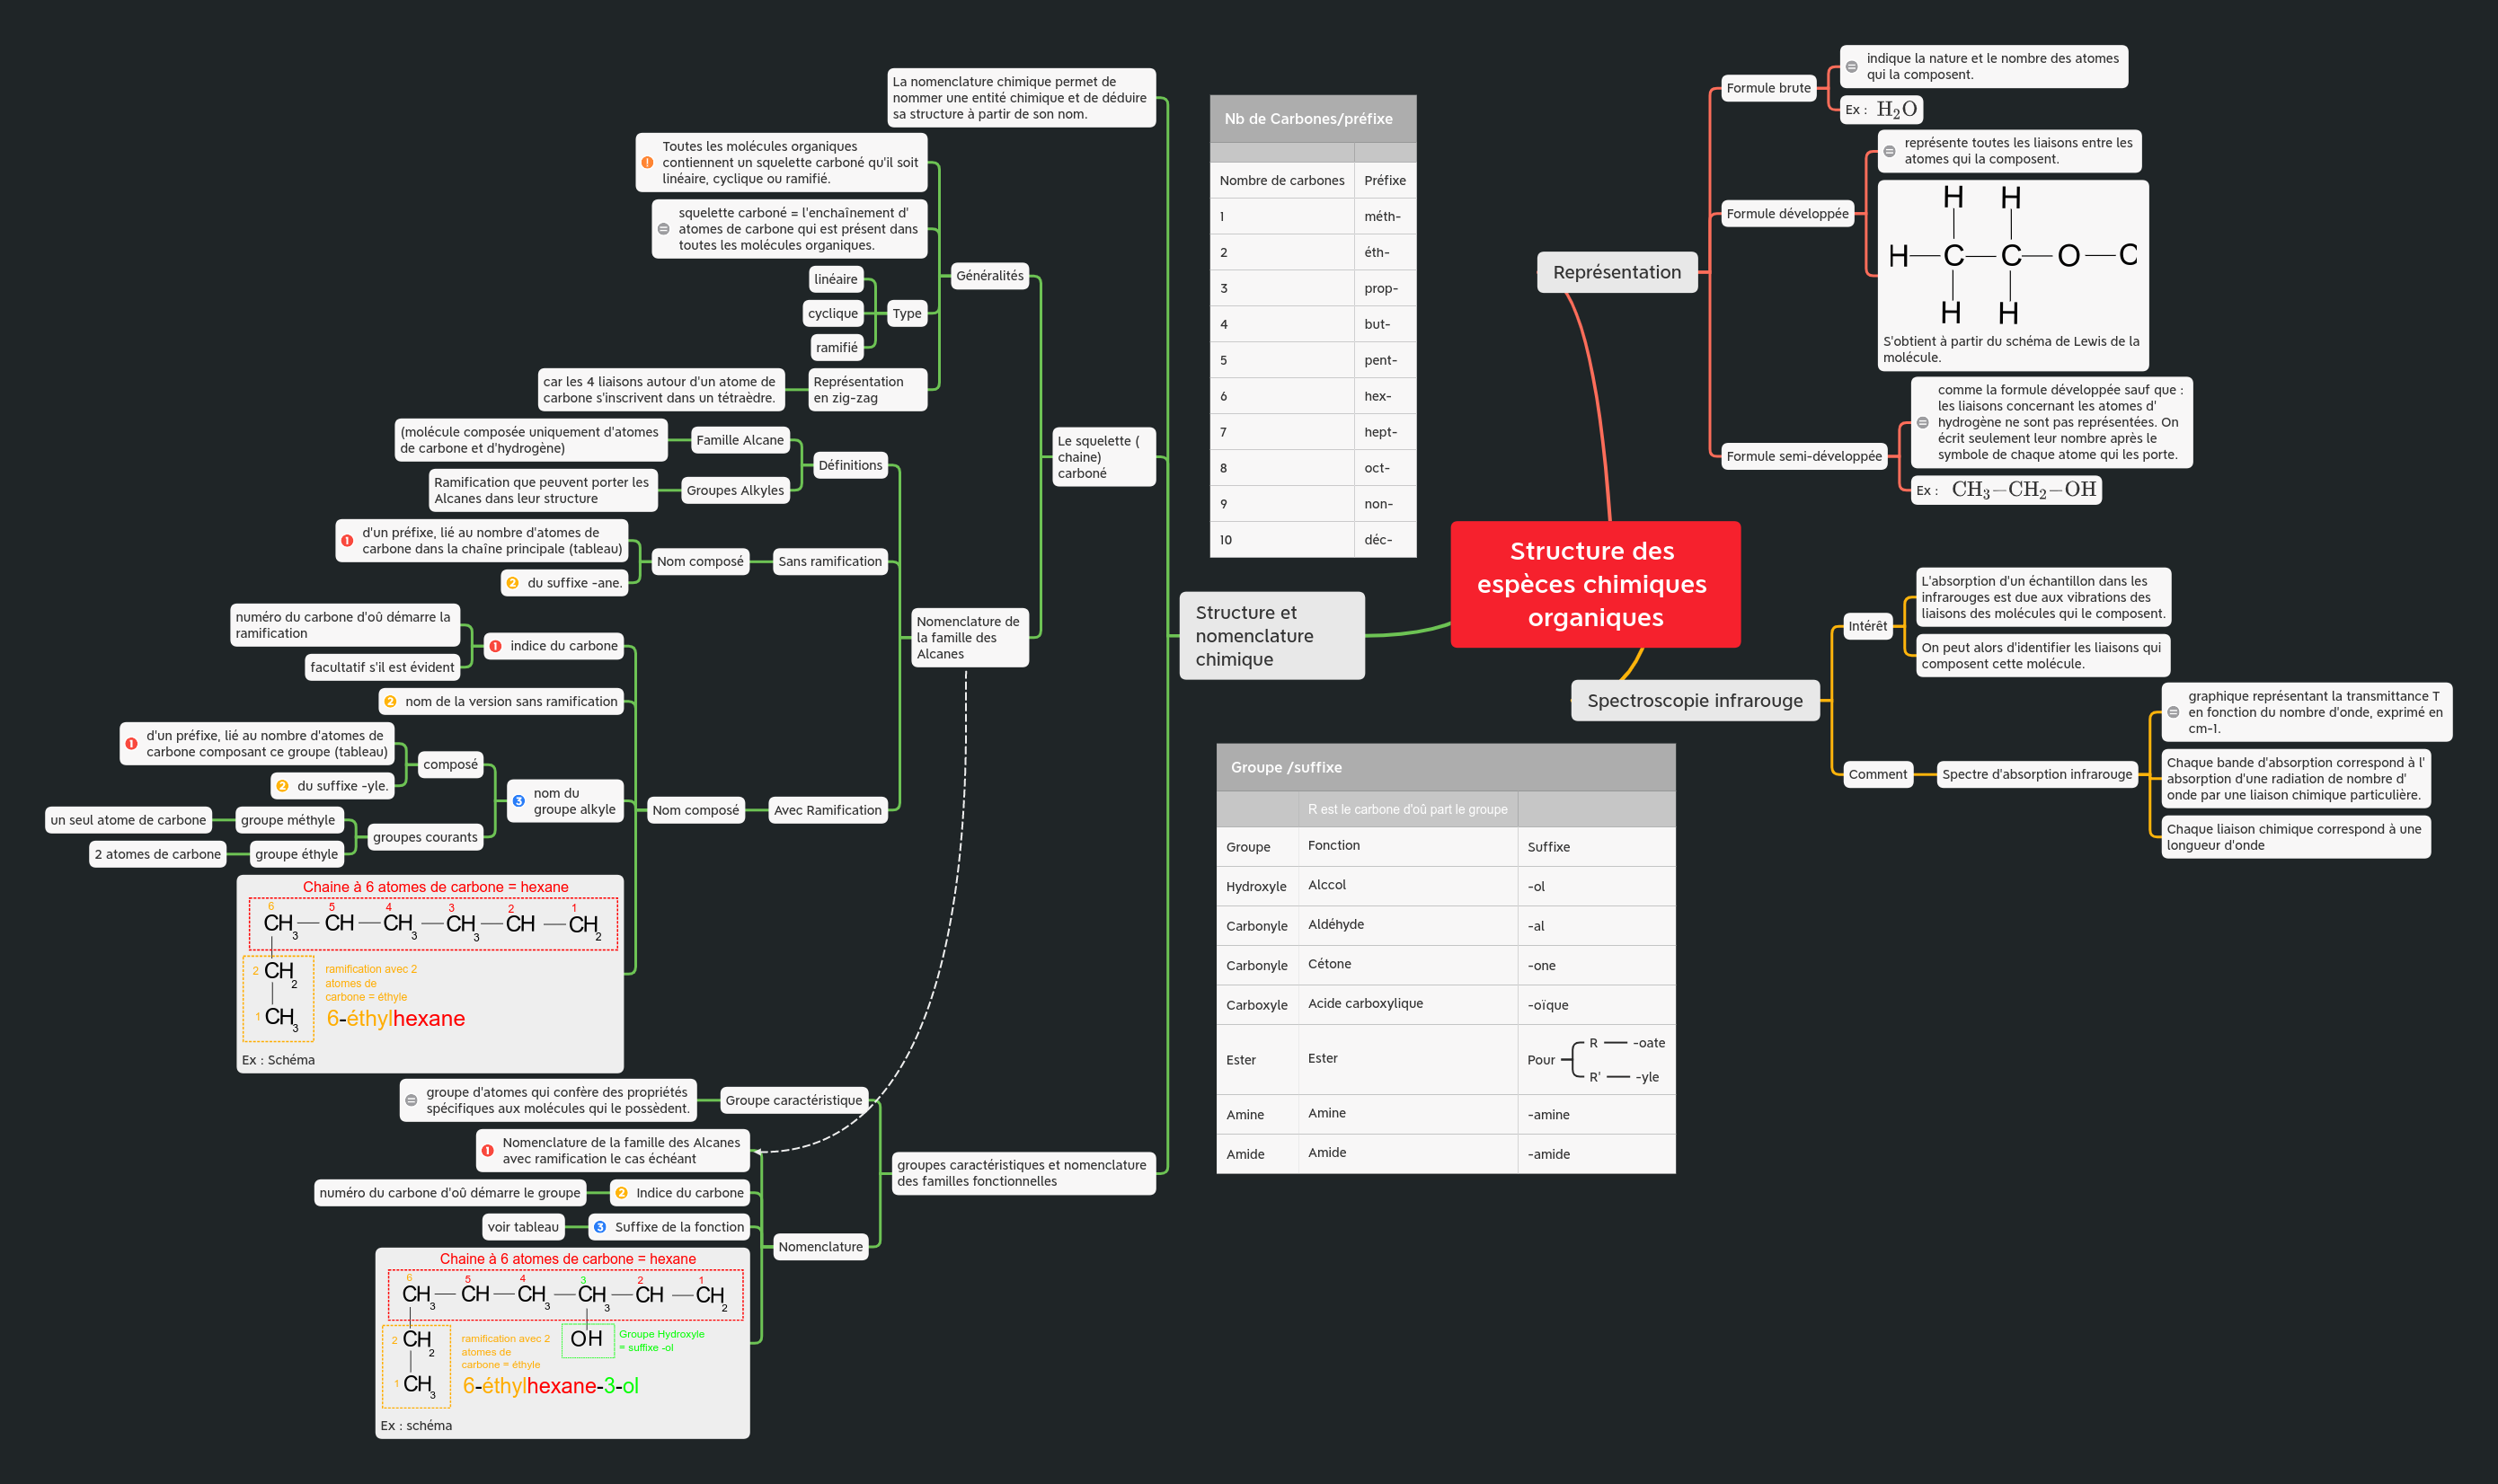 Structure des
espèces chimiques
organiques
Représentation
Formule brute
indique la nature et le nombre des atomes
qui la composent.
Ex : H₂O
Formule développée
représente toutes les liaisons entre les
atomes qui la composent.
H H
H C C O C
H H
S'obtient à partir du schéma de Lewis de la
molécule.
Formule semi-développée
comme la formule développée sauf que :
les liaisons concernant les atomes d'
hydrogène ne sont pas représentées. On
écrit seulement leur nombre après le
symbole de chaque atome qui les porte.
Ex : CH₃−CH₂−OH
Spectroscopie infrarouge
Intérêt
L'absorption d'un échantillon dans les
infrarouges est due aux vibrations des
liaisons des molécules qui le composent.
On peut alors d'identifier les liaisons qui
composent cette molécule.
Comment
Spectre d'absorption infrarouge
graphique représentant la transmittance T
en fonction du nombre d'onde, exprimé en
cm-1.
Chaque bande d'absorption correspond à l'
absorption d'une radiation de nombre d'
onde par une liaison chimique particulière.
Chaque liaison chimique correspond à une
longueur d'onde
Structure et
nomenclature
chimique
La nomenclature chimique permet de
nommer une entité chimique et de déduire
sa structure à partir de son nom.
Le squelette (
chaine)
carboné
Généralités
Toutes les molécules organiques
contiennent un squelette carboné qu'il soit
linéaire, cyclique ou ramifié.
squelette carboné = l'enchaînement d'
atomes de carbone qui est présent dans
toutes les molécules organiques.
Type
linéaire
cyclique
ramifié
Représentation
en zig-zag
car les 4 liaisons autour d'un atome de
carbone s'inscrivent dans un tétraèdre.
Nomenclature de
la famille des
Alcanes
Définitions
Famille Alcane
(molécule composée uniquement d'atomes
de carbone et d'hydrogène)
Groupes Alkyles
Ramification que peuvent porter les
Alcanes dans leur structure
Sans ramification
Nom composé
1 d'un préfixe, lié au nombre d'atomes de
carbone dans la chaîne principale (tableau)
2 du suffixe -ane.
Avec Ramification
Nom composé
1 indice du carbone
numéro du carbone d'oû démarre la
ramification
facultatif s'il est évident
2 nom de la version sans ramification
3 nom du
groupe alkyle
composé
1 d'un préfixe, lié au nombre d'atomes de
carbone composant ce groupe (tableau)
2 du suffixe -yle.
groupes courants
groupe méthyle
un seul atome de carbone
groupe éthyle
2 atomes de carbone
Chaine à 6 atomes de carbone = hexane
6 5 4 3 2 1
CH₃ CH CH₃ CH₃ CH CH₂
2 CH₂
1 CH₃
ramification avec 2
atomes de
carbone = éthyle
6-éthylhexane
Ex : Schéma
groupes caractéristiques et nomenclature
des familles fonctionnelles
Groupe caractéristique
groupe d'atomes qui confère des propriétés
spécifiques aux molécules qui le possèdent.
Nomenclature
1 Nomenclature de la famille des Alcanes
avec ramification le cas échéant
2 Indice du carbone
numéro du carbone d'oû démarre le groupe
3 Suffixe de la fonction
voir tableau
Chaine à 6 atomes de carbone = hexane
6 5 4 3 2 1
CH₃ CH CH₃ CH₃ CH CH₂
2 CH₂
1 CH₃
ramification avec 2
atomes de
carbone = éthyle
OH
Groupe Hydroxyle
= suffixe -ol
6-éthylhexane-3-ol
Ex : schéma
Nb de Carbones/préfixe
Nombre de carbones Préfixe
1 méth-
2 éth-
3 prop-
4 but-
5 pent-
6 hex-
7 hept-
8 oct-
9 non-
10 déc-
Groupe /suffixe
R est le carbone d'oû part le groupe
Groupe Fonction Suffixe
Hydroxyle Alccol -ol
Carbonyle Aldéhyde -al
Carbonyle Cétone -one
Carboxyle Acide carboxylique -oïque
Ester Ester Pour
R -oate
R' -yle
Amine Amine -amine
Amide Amide -amide